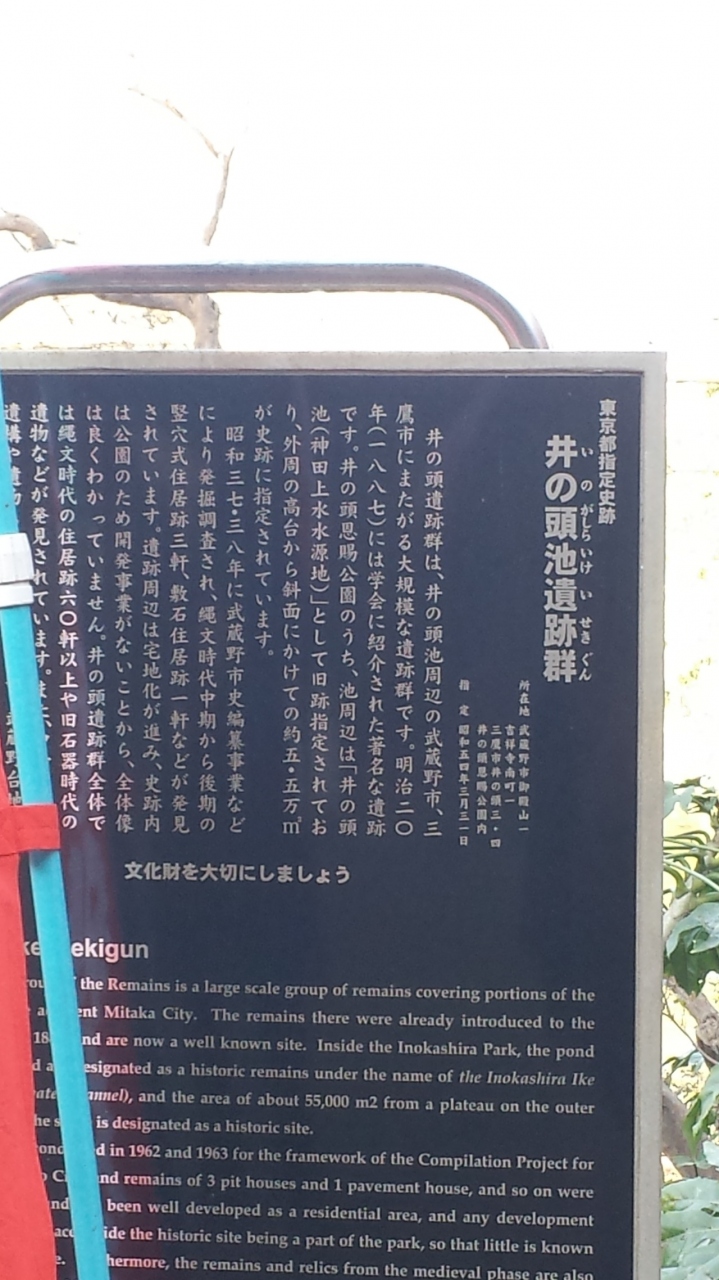 東京都指定史跡
いのがしらいけいせきぐん
井の頭池遺跡群
所在地 武蔵野市御殿山一
吉祥寺南町一
三鷹市井の頭三・四
井の頭恩賜公園内
指 定 昭和五四年三月三一日
井の頭遺跡群は、井の頭池周辺の武蔵野市、三
鷹市にまたがる大規模な遺跡群です。明治二〇
年(一八八七)には学会に紹介された著名な遺跡
です。井の頭恩賜公園のうち、池周辺は「井の頭
池(神田上水水源地)」として旧跡指定されてお
り、外周の高台から斜面にかけての約五・五万㎡
が史跡に指定されています。
昭和三七・三八年に武蔵野市史編纂事業など
により発掘調査され、縄文時代中期から後期の
竪穴式住居跡三軒、敷石住居跡一軒などが発見
されています。遺跡周辺は宅地化が進み、史跡内
は公園のため開発事業がないことから、全体像
は良くわかっていません。井の頭遺跡群全体で
は縄文時代の住居跡六〇軒以上や旧石器時代の
遺物などが発見されています。
遺構や遺物 武蔵野台地
文化財を大切にしましょう
ke ekigun
the Remains is a large scale group of remains covering portions of the
ent Mitaka City. The remains there were already introduced to the
18 nd are now a well known site. Inside the Inokashira Park, the pond
esignated as a historic remains under the name of the Inokashira Ike
annel), and the area of about 55,000 m2 from a plateau on the outer
he s is designated as a historic site.
cond d in 1962 and 1963 for the framework of the Compilation Project for
nd remains of 3 pit houses and 1 pavement house, and so on were
nd been well developed as a residential area, and any development
ide the historic site being a part of the park, so that little is known
e. hermore, the remains and relics from the medieval phase are also